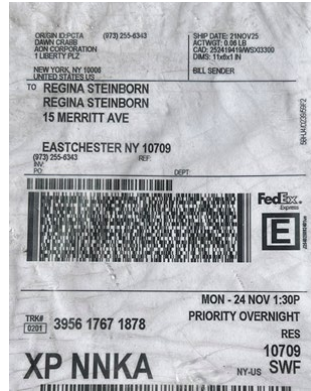 ORIGIN ID:PCTA (973) 255-6343
DAWN CRABB
AON CORPORATION
1 LIBERTY PLZ
NEW YORK, NY 10006
UNITED STATES US
SHIP DATE: 21NOV25
ACTWGT: 0.06 LB
CAD: 252419419/WSXI3300
DIMS: 11x8x1 IN
BILL SENDER
TO REGINA STEINBORN
REGINA STEINBORN
15 MERRITT AVE
EASTCHESTER NY 10709
(973) 255-6343 REF:
INV:
PO: DEPT:
FedEx
Express
E
MON - 24 NOV 1:30P
TRK# 3956 1767 1878 PRIORITY OVERNIGHT
0201
RES
10709
XP NNKA NY-US SWF